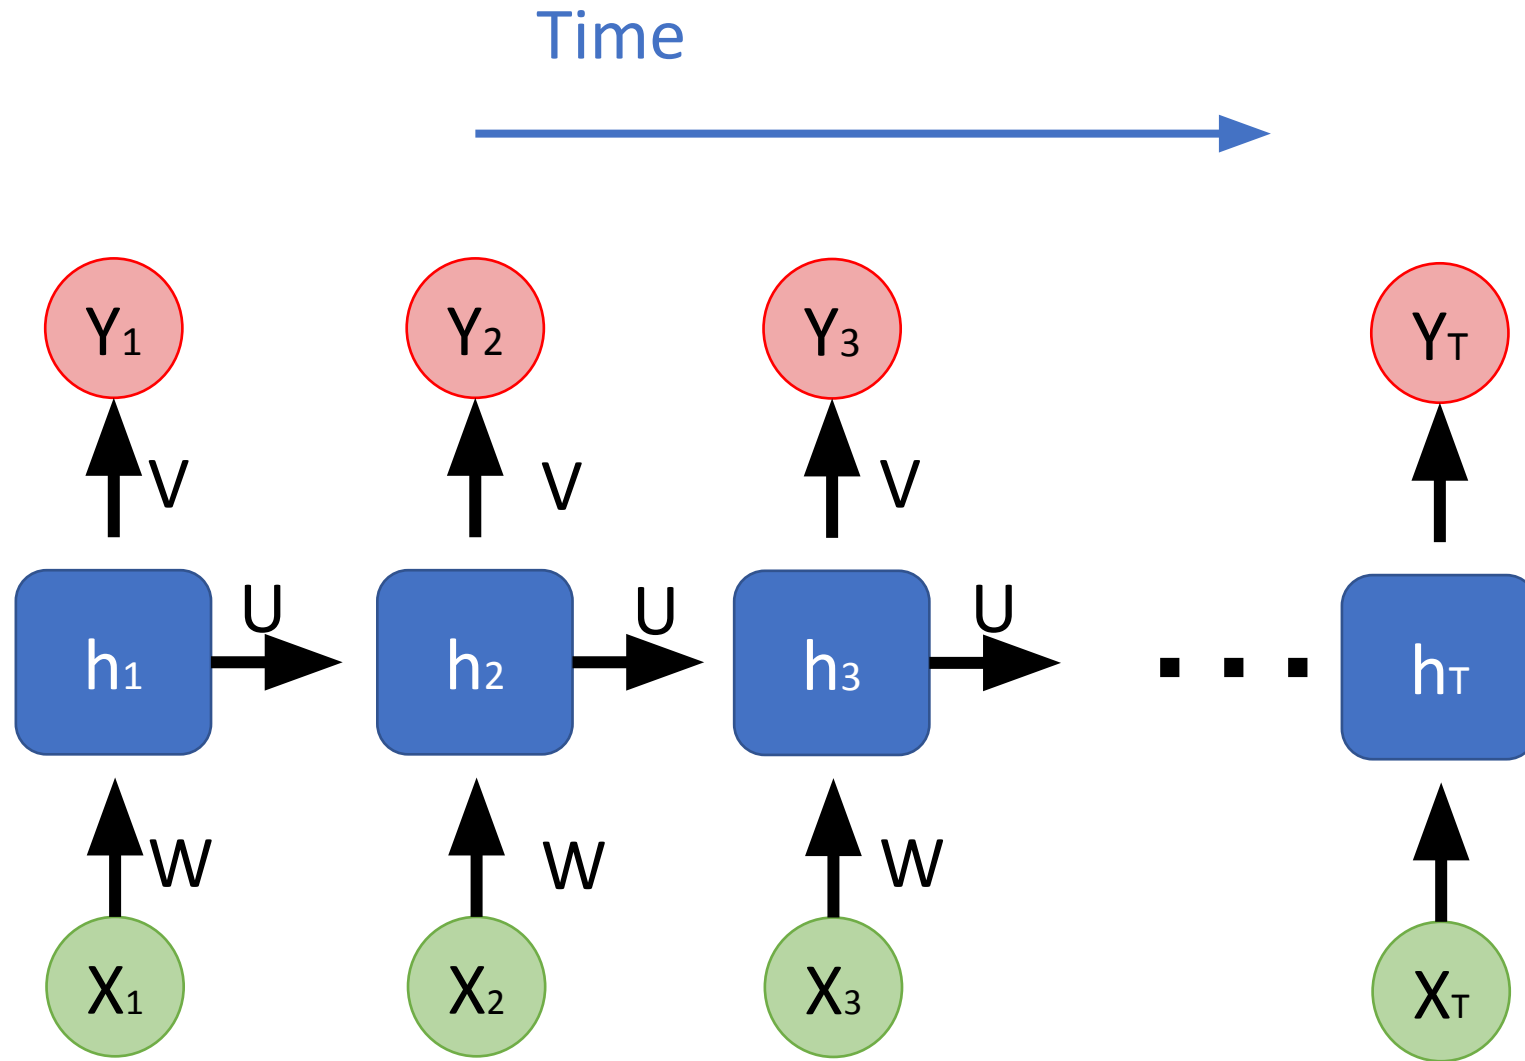 Time
Y1 Y2 Y3 YT
V V V
U U U
h1 h2 h3 . . . hT
W W W
X1 X2 X3 XT